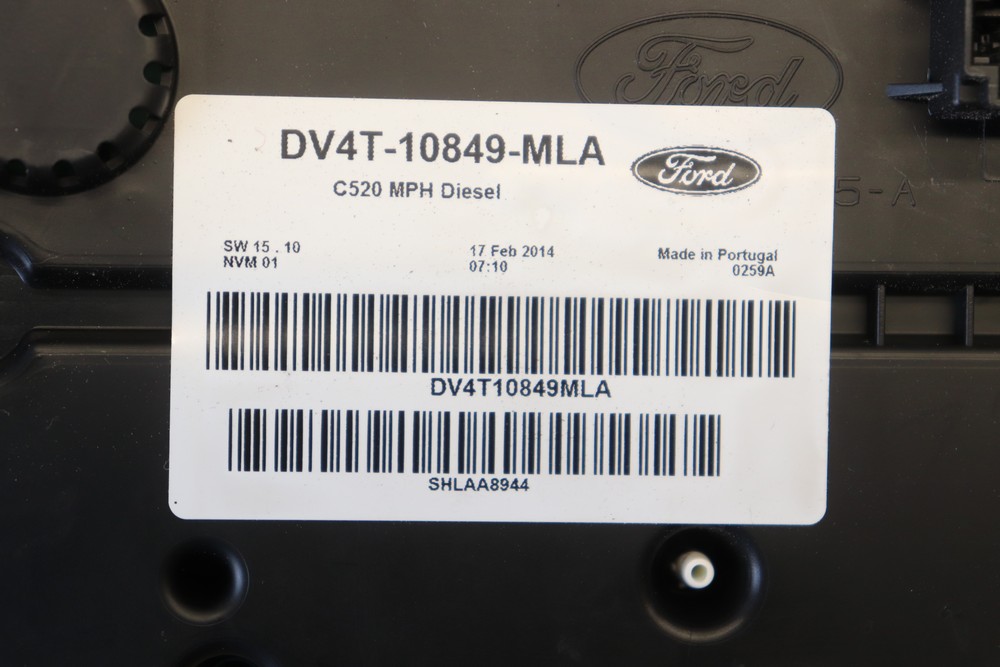 Ford
DV4T-10849-MLA
Ford
C520 MPH Diesel
5-A
SW 15 . 10
NVM 01
17 Feb 2014
07:10
Made in Portugal
0259A
DV4T10849MLA
SHLAA8944